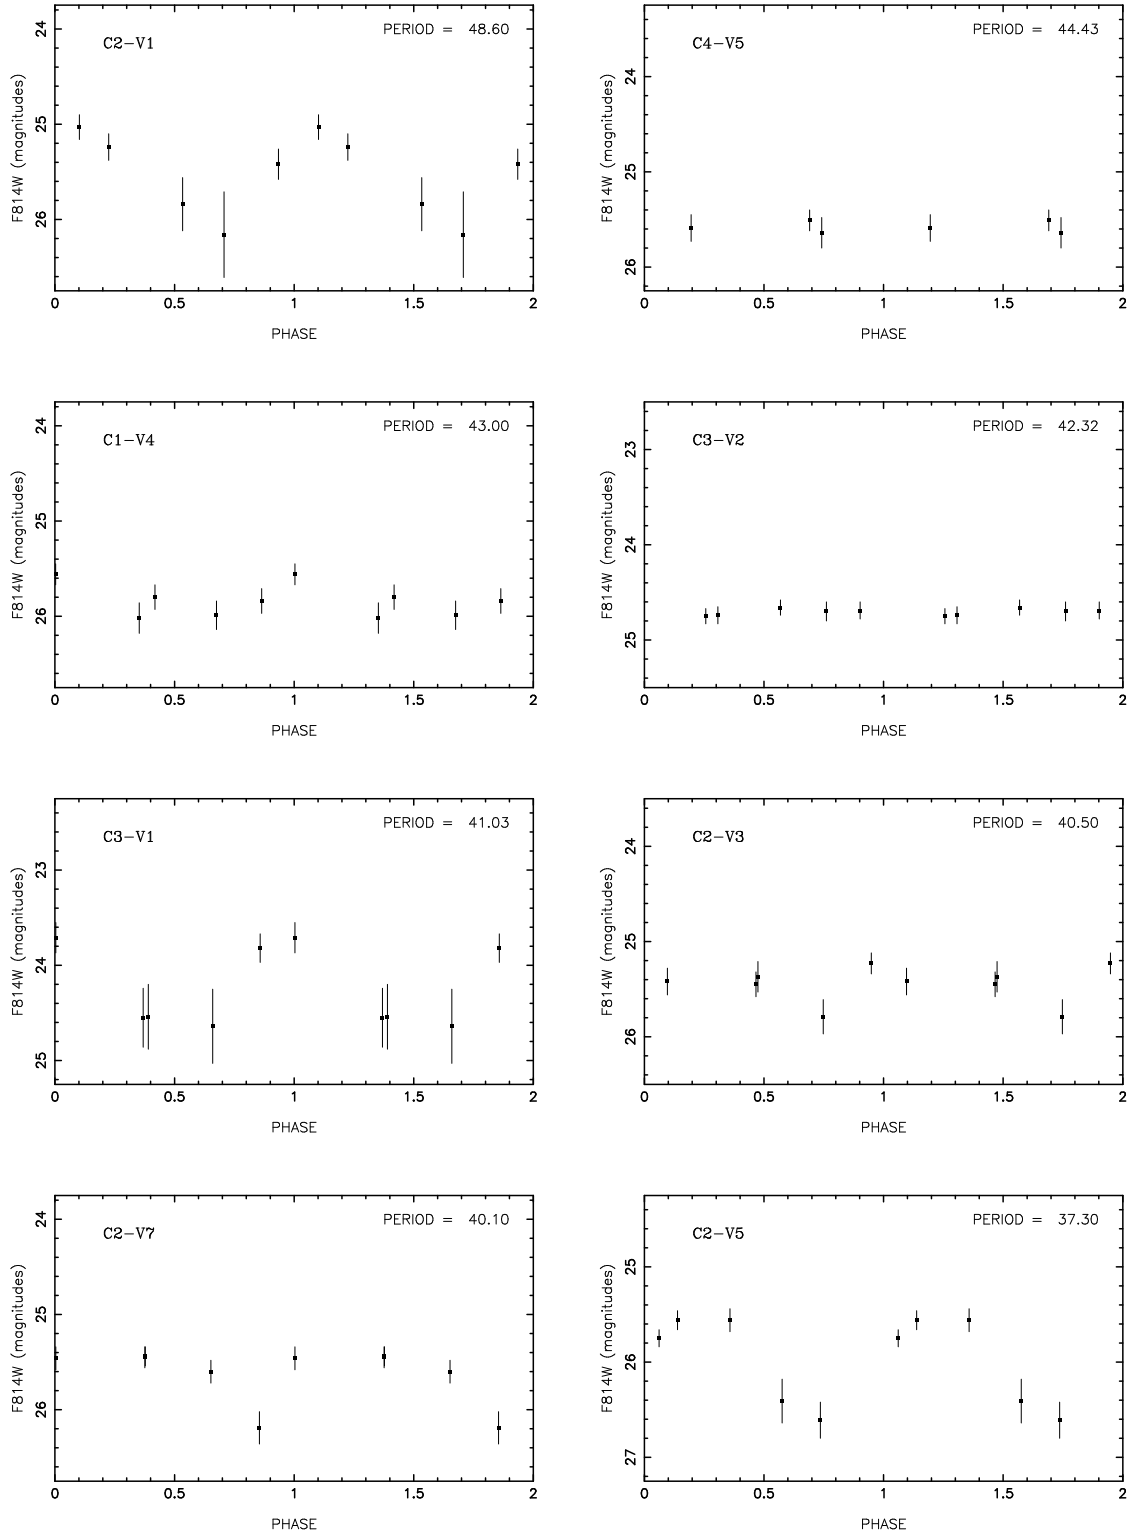 C2-V1
PERIOD = 48.60
24
25
26
F814W (magnitudes)
0 0.5 1 1.5 2
PHASE
C4-V5
PERIOD = 44.43
24
25
26
F814W (magnitudes)
0 0.5 1 1.5 2
PHASE
C1-V4
PERIOD = 43.00
24
25
26
F814W (magnitudes)
0 0.5 1 1.5 2
PHASE
C3-V2
PERIOD = 42.32
23
24
25
F814W (magnitudes)
0 0.5 1 1.5 2
PHASE
C3-V1
PERIOD = 41.03
23
24
25
F814W (magnitudes)
0 0.5 1 1.5 2
PHASE
C2-V3
PERIOD = 40.50
24
25
26
F814W (magnitudes)
0 0.5 1 1.5 2
PHASE
C2-V7
PERIOD = 40.10
24
25
26
F814W (magnitudes)
0 0.5 1 1.5 2
PHASE
C2-V5
PERIOD = 37.30
25
26
27
F814W (magnitudes)
0 0.5 1 1.5 2
PHASE